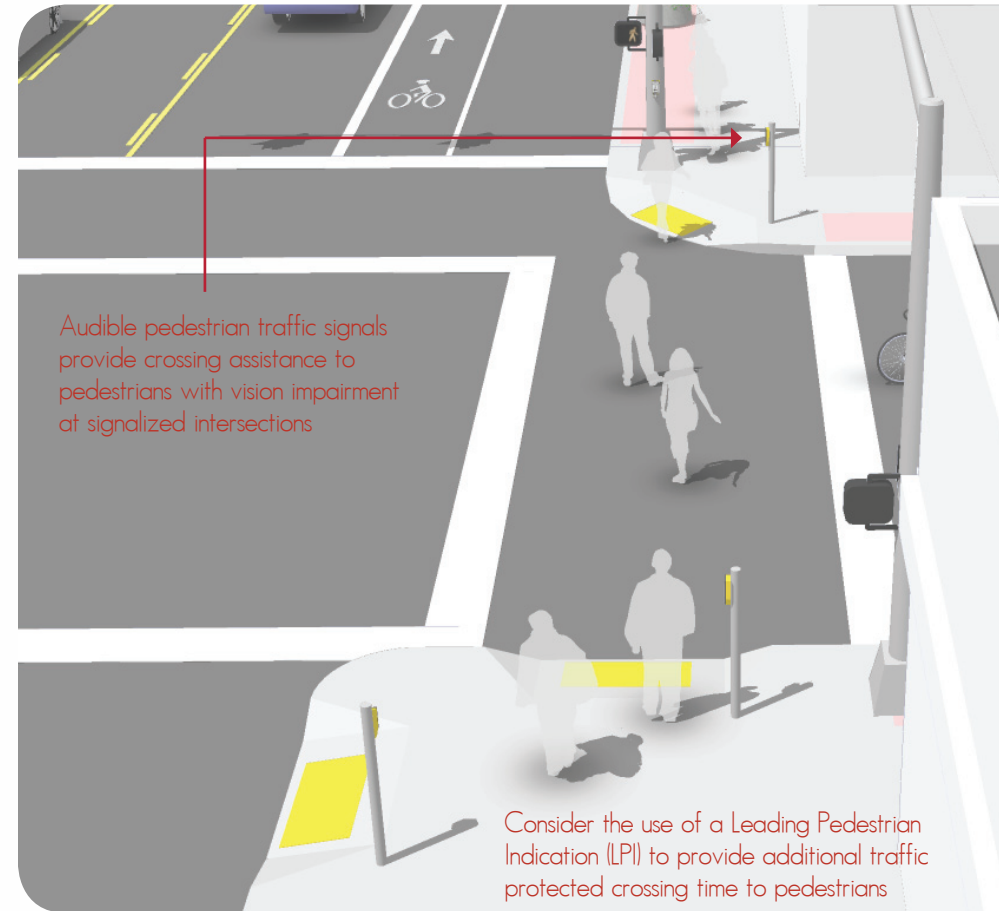 Audible pedestrian traffic signals
provide crossing assistance to
pedestrians with vision impairment
at signalized intersections
Consider the use of a Leading Pedestrian
Indication (LPI) to provide additional traffic
protected crossing time to pedestrians